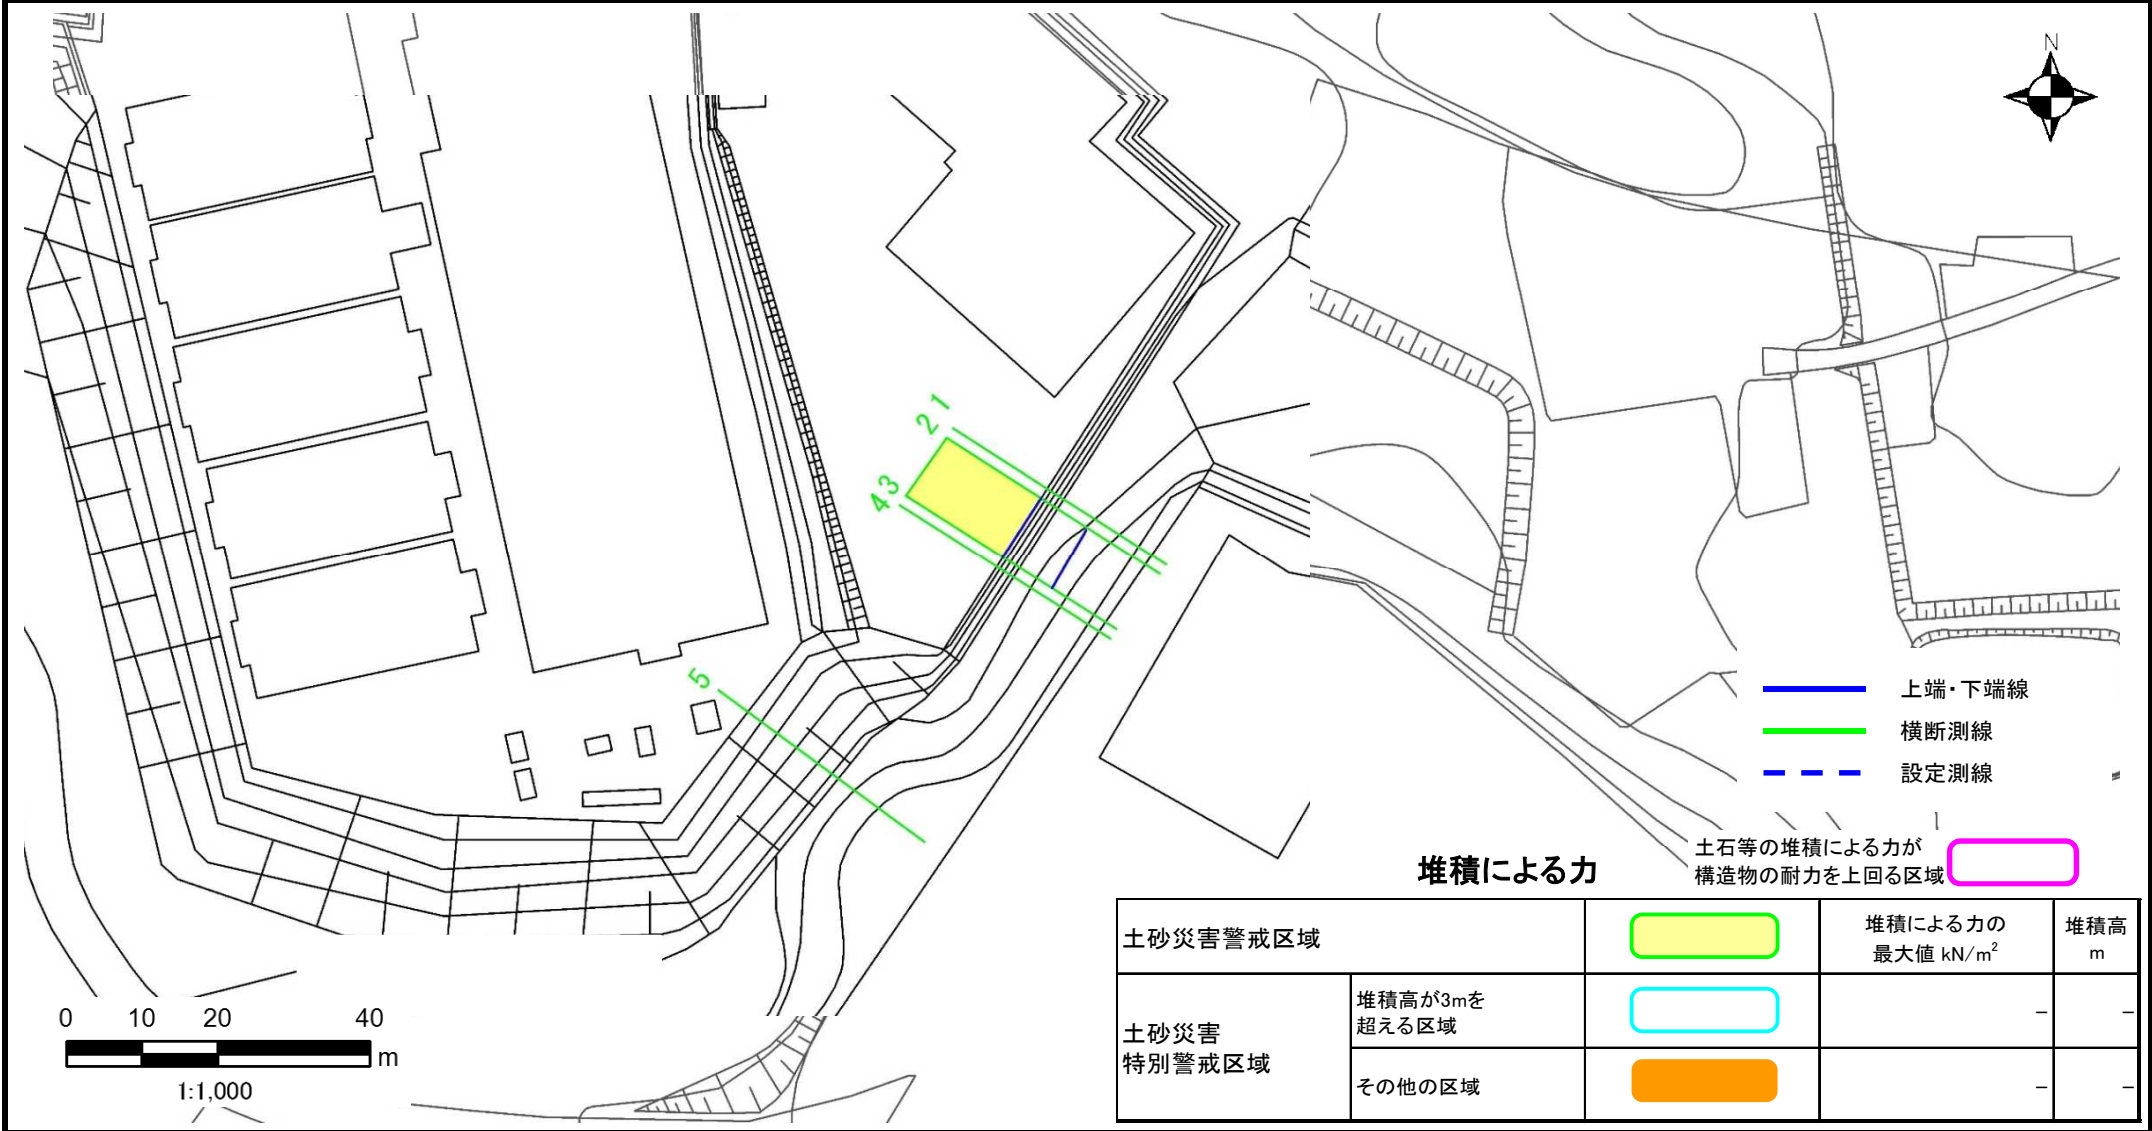 N
2 1
4 3
5
上端・下端線
横断測線
設定測線
堆積による力
土石等の堆積による力が
構造物の耐力を上回る区域
土砂災害警戒区域
堆積による力の
最大値 kN/m²
堆積高
m
土砂災害
特別警戒区域
堆積高が3mを
超える区域
－ －
その他の区域
－ －
0 10 20 40
m
1:1,000